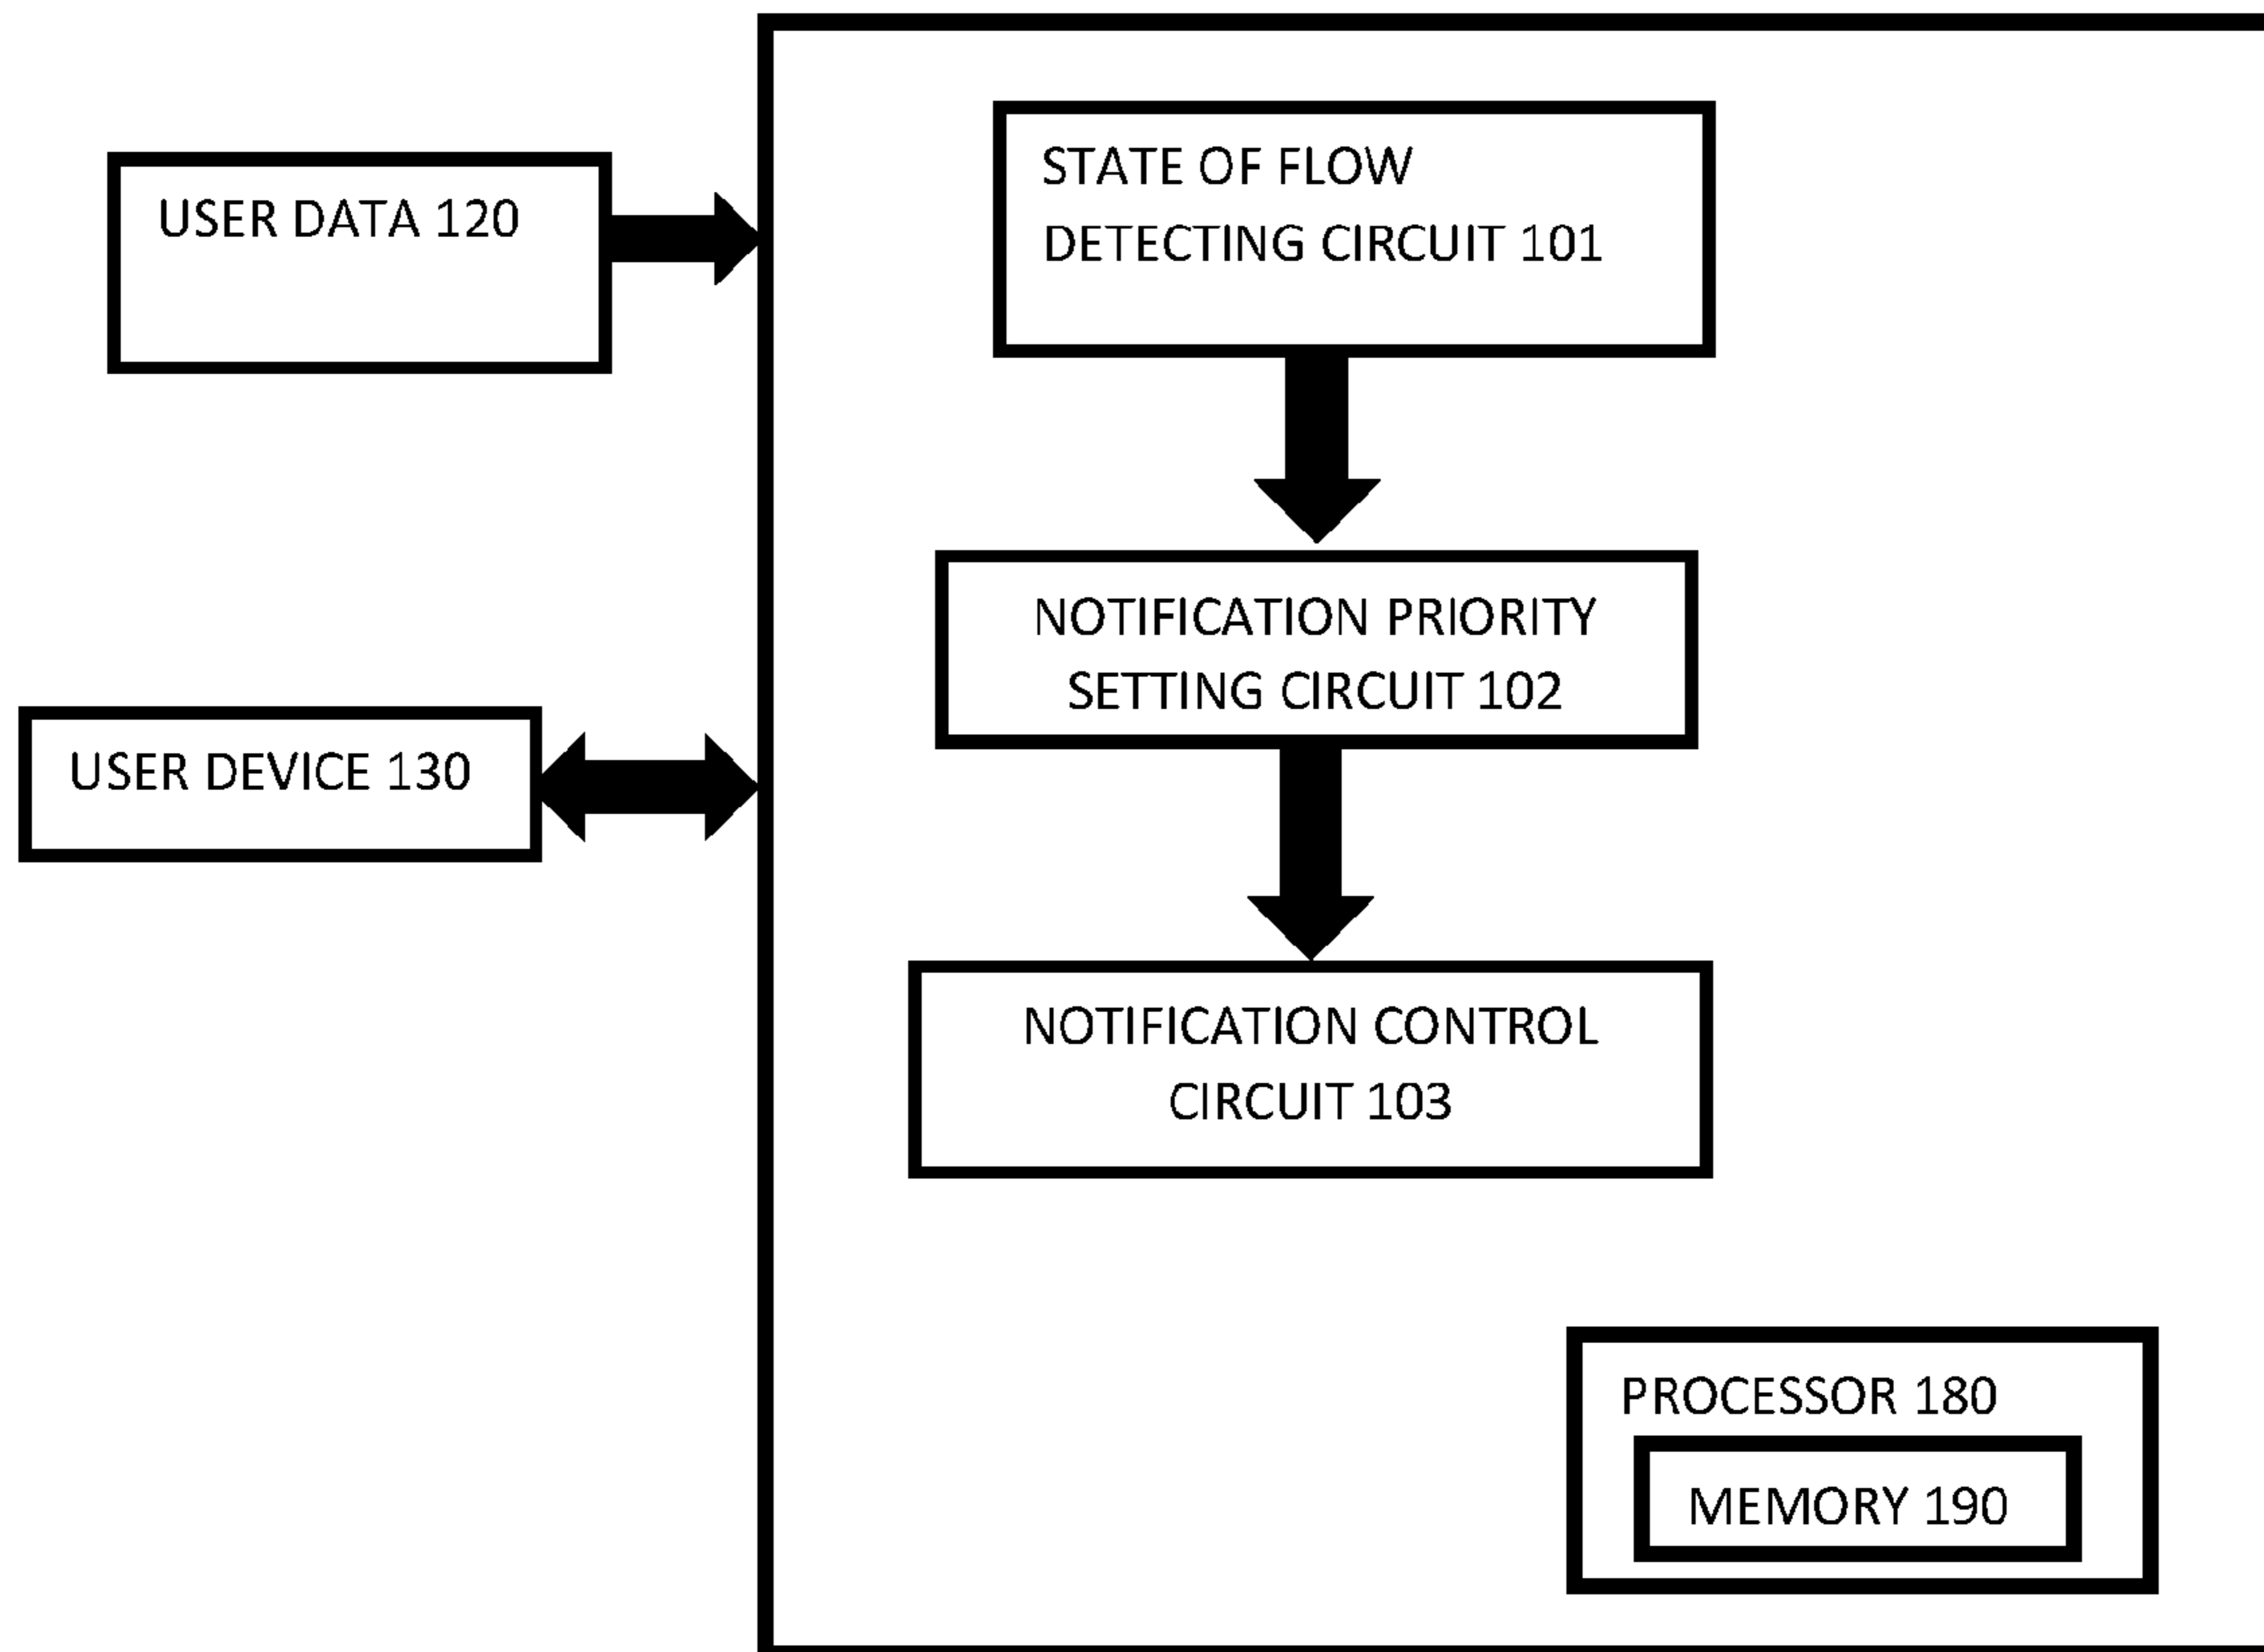 USER DATA 120
STATE OF FLOW
DETECTING CIRCUIT 101
NOTIFICATION PRIORITY
SETTING CIRCUIT 102
USER DEVICE 130
NOTIFICATION CONTROL
CIRCUIT 103
PROCESSOR 180
MEMORY 190